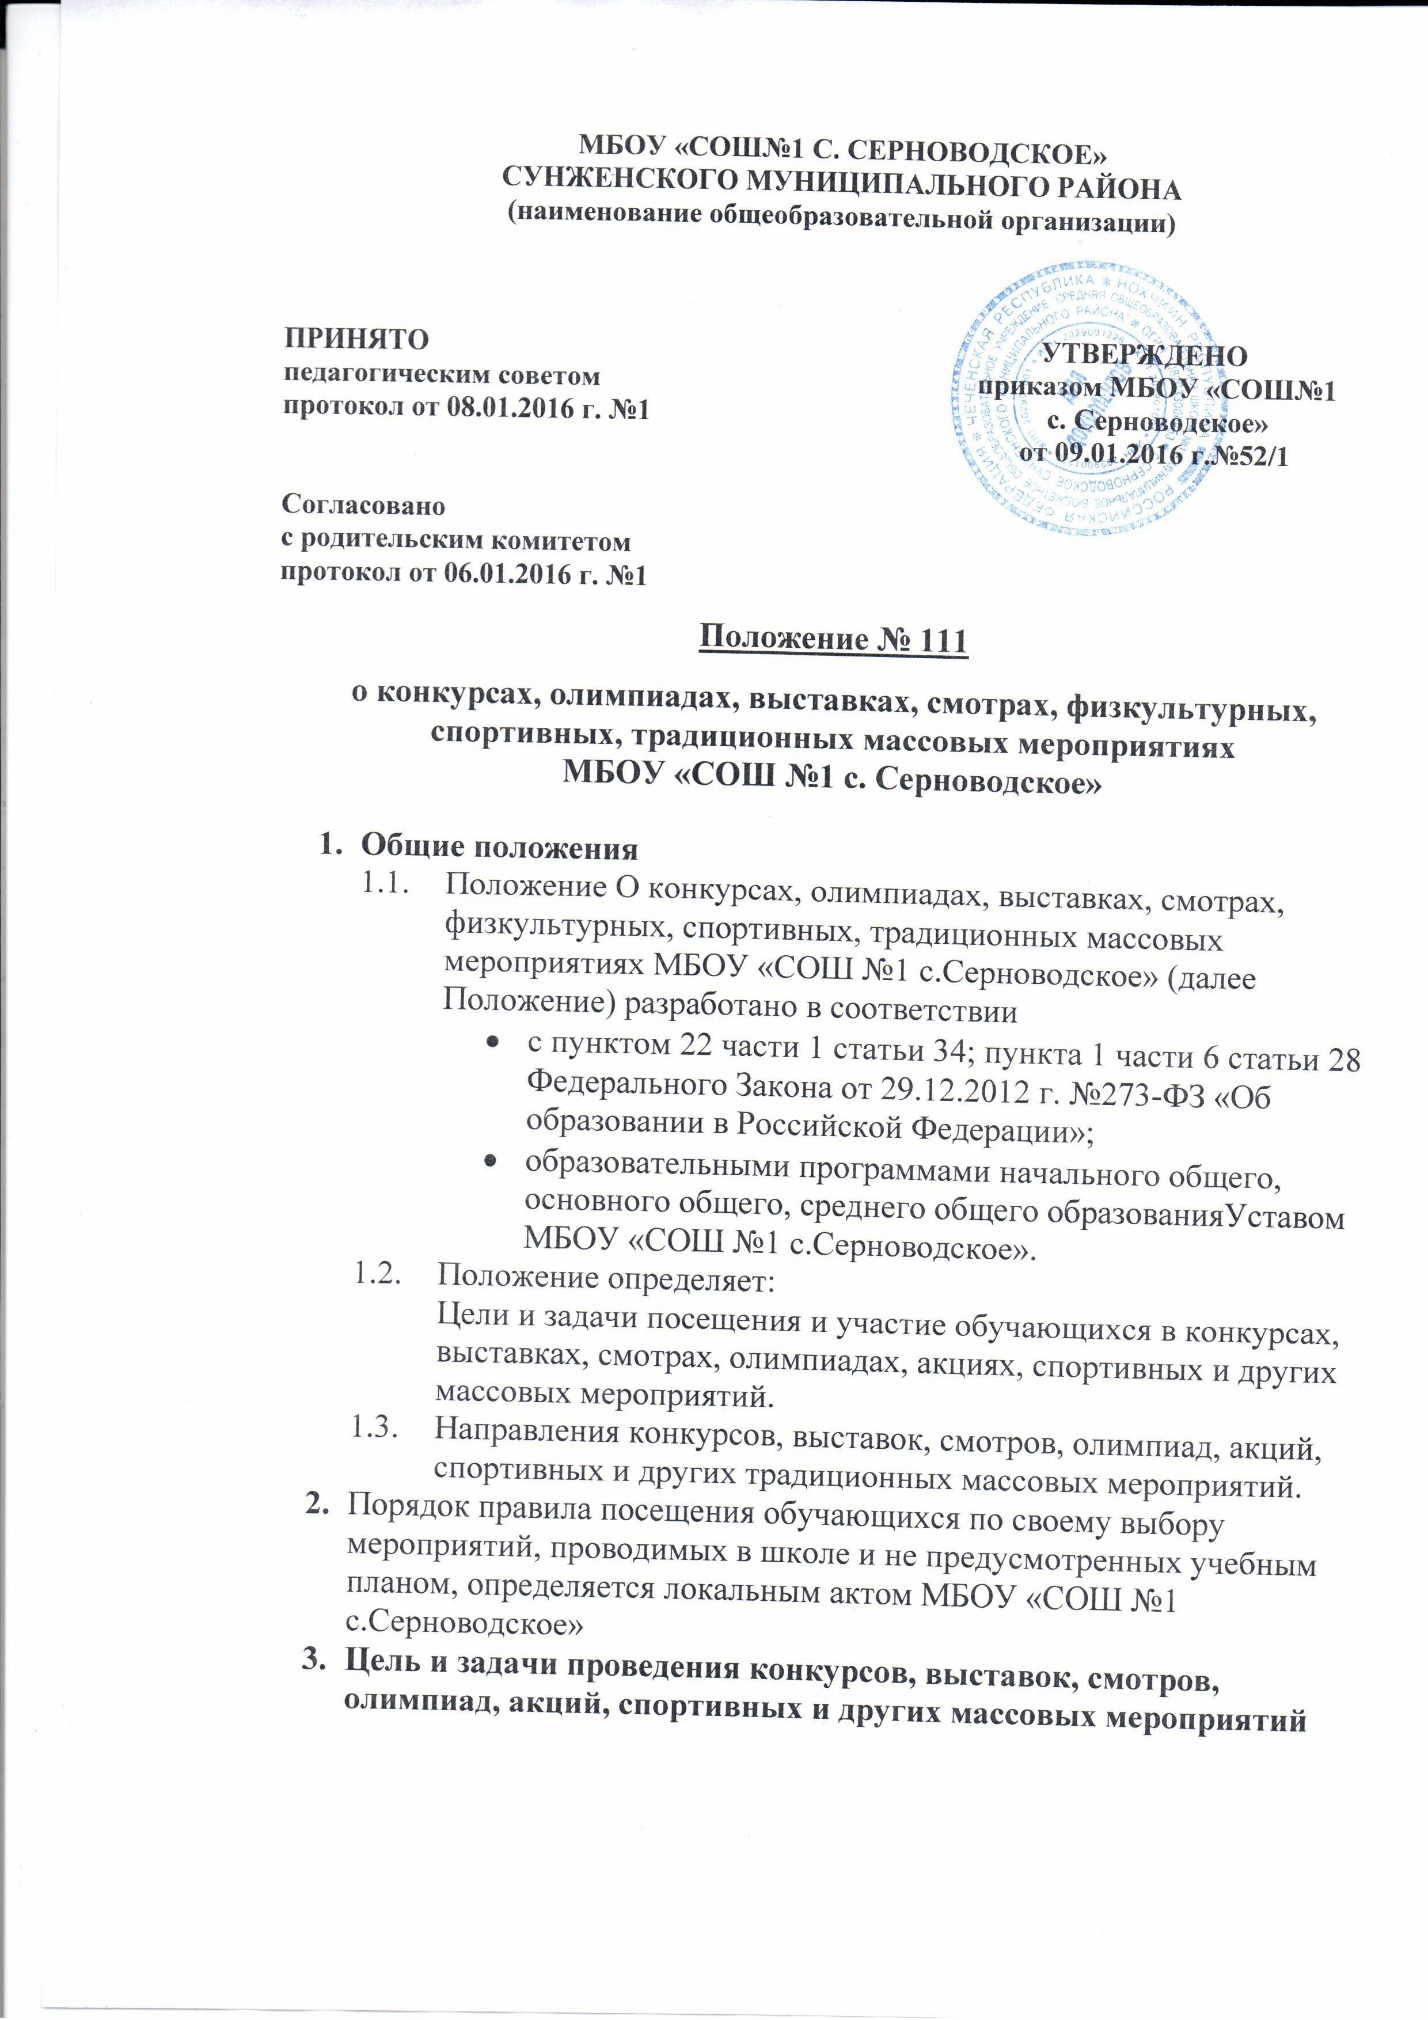 МБОУ «СОШ№1 С. СЕРНОВОДСКОЕ»
СУНЖЕНСКОГО МУНИЦИПАЛЬНОГО РАЙОНА
(наименование общеобразовательной организации)
ПРИНЯТО
педагогическим советом
протокол от 08.01.2016 г. №1
УТВЕРЖДЕНО
приказом МБОУ «СОШ№1
с. Серноводское»
от 09.01.2016 г.№52/1
ЧЕЧЕНСКАЯ РЕСПУБЛИКА * НОХЧИЙН РЕСПУБЛИКА
РОССИЙСКАЯ ФЕДЕРАЦИЯ
Для документов
Согласовано
с родительским комитетом
протокол от 06.01.2016 г. №1
Положение № 111
о конкурсах, олимпиадах, выставках, смотрах, физкультурных,
спортивных, традиционных массовых мероприятиях
МБОУ «СОШ №1 с. Серноводское»
1. Общие положения
1.1. Положение О конкурсах, олимпиадах, выставках, смотрах,
физкультурных, спортивных, традиционных массовых
мероприятиях МБОУ «СОШ №1 с.Серноводское» (далее
Положение) разработано в соответствии
• с пунктом 22 части 1 статьи 34; пункта 1 части 6 статьи 28
Федерального Закона от 29.12.2012 г. №273-ФЗ «Об
образовании в Российской Федерации»;
• образовательными программами начального общего,
основного общего, среднего общего образованияУставом
МБОУ «СОШ №1 с.Серноводское».
1.2. Положение определяет:
Цели и задачи посещения и участие обучающихся в конкурсах,
выставках, смотрах, олимпиадах, акциях, спортивных и других
массовых мероприятий.
1.3. Направления конкурсов, выставок, смотров, олимпиад, акций,
спортивных и других традиционных массовых мероприятий.
2. Порядок правила посещения обучающихся по своему выбору
мероприятий, проводимых в школе и не предусмотренных учебным
планом, определяется локальным актом МБОУ «СОШ №1
с.Серноводское»
3. Цель и задачи проведения конкурсов, выставок, смотров,
олимпиад, акций, спортивных и других массовых мероприятий